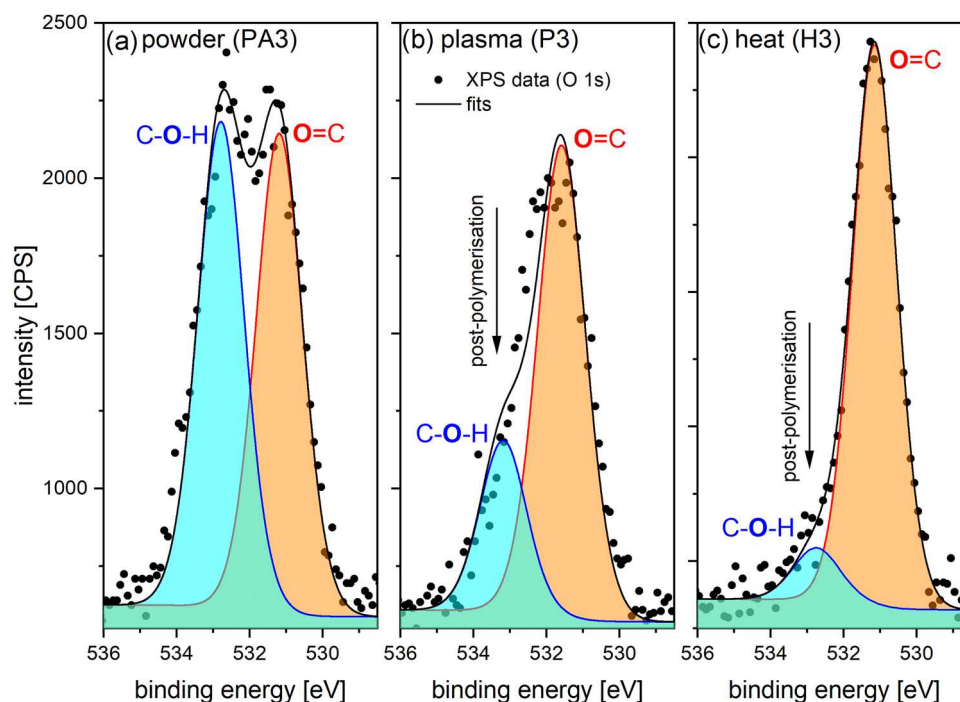 2500
2000
1500
1000
intensity [CPS]
(a) powder (PA3)
C-O-H
O=C
536
534
532
530
binding energy [eV]
(b) plasma (P3)
XPS data (O 1s)
fits
O=C
post-polymerisation
C-O-H
536
534
532
530
binding energy [eV]
(c) heat (H3)
O=C
post-polymerisation
C-O-H
536
534
532
530
binding energy [eV]